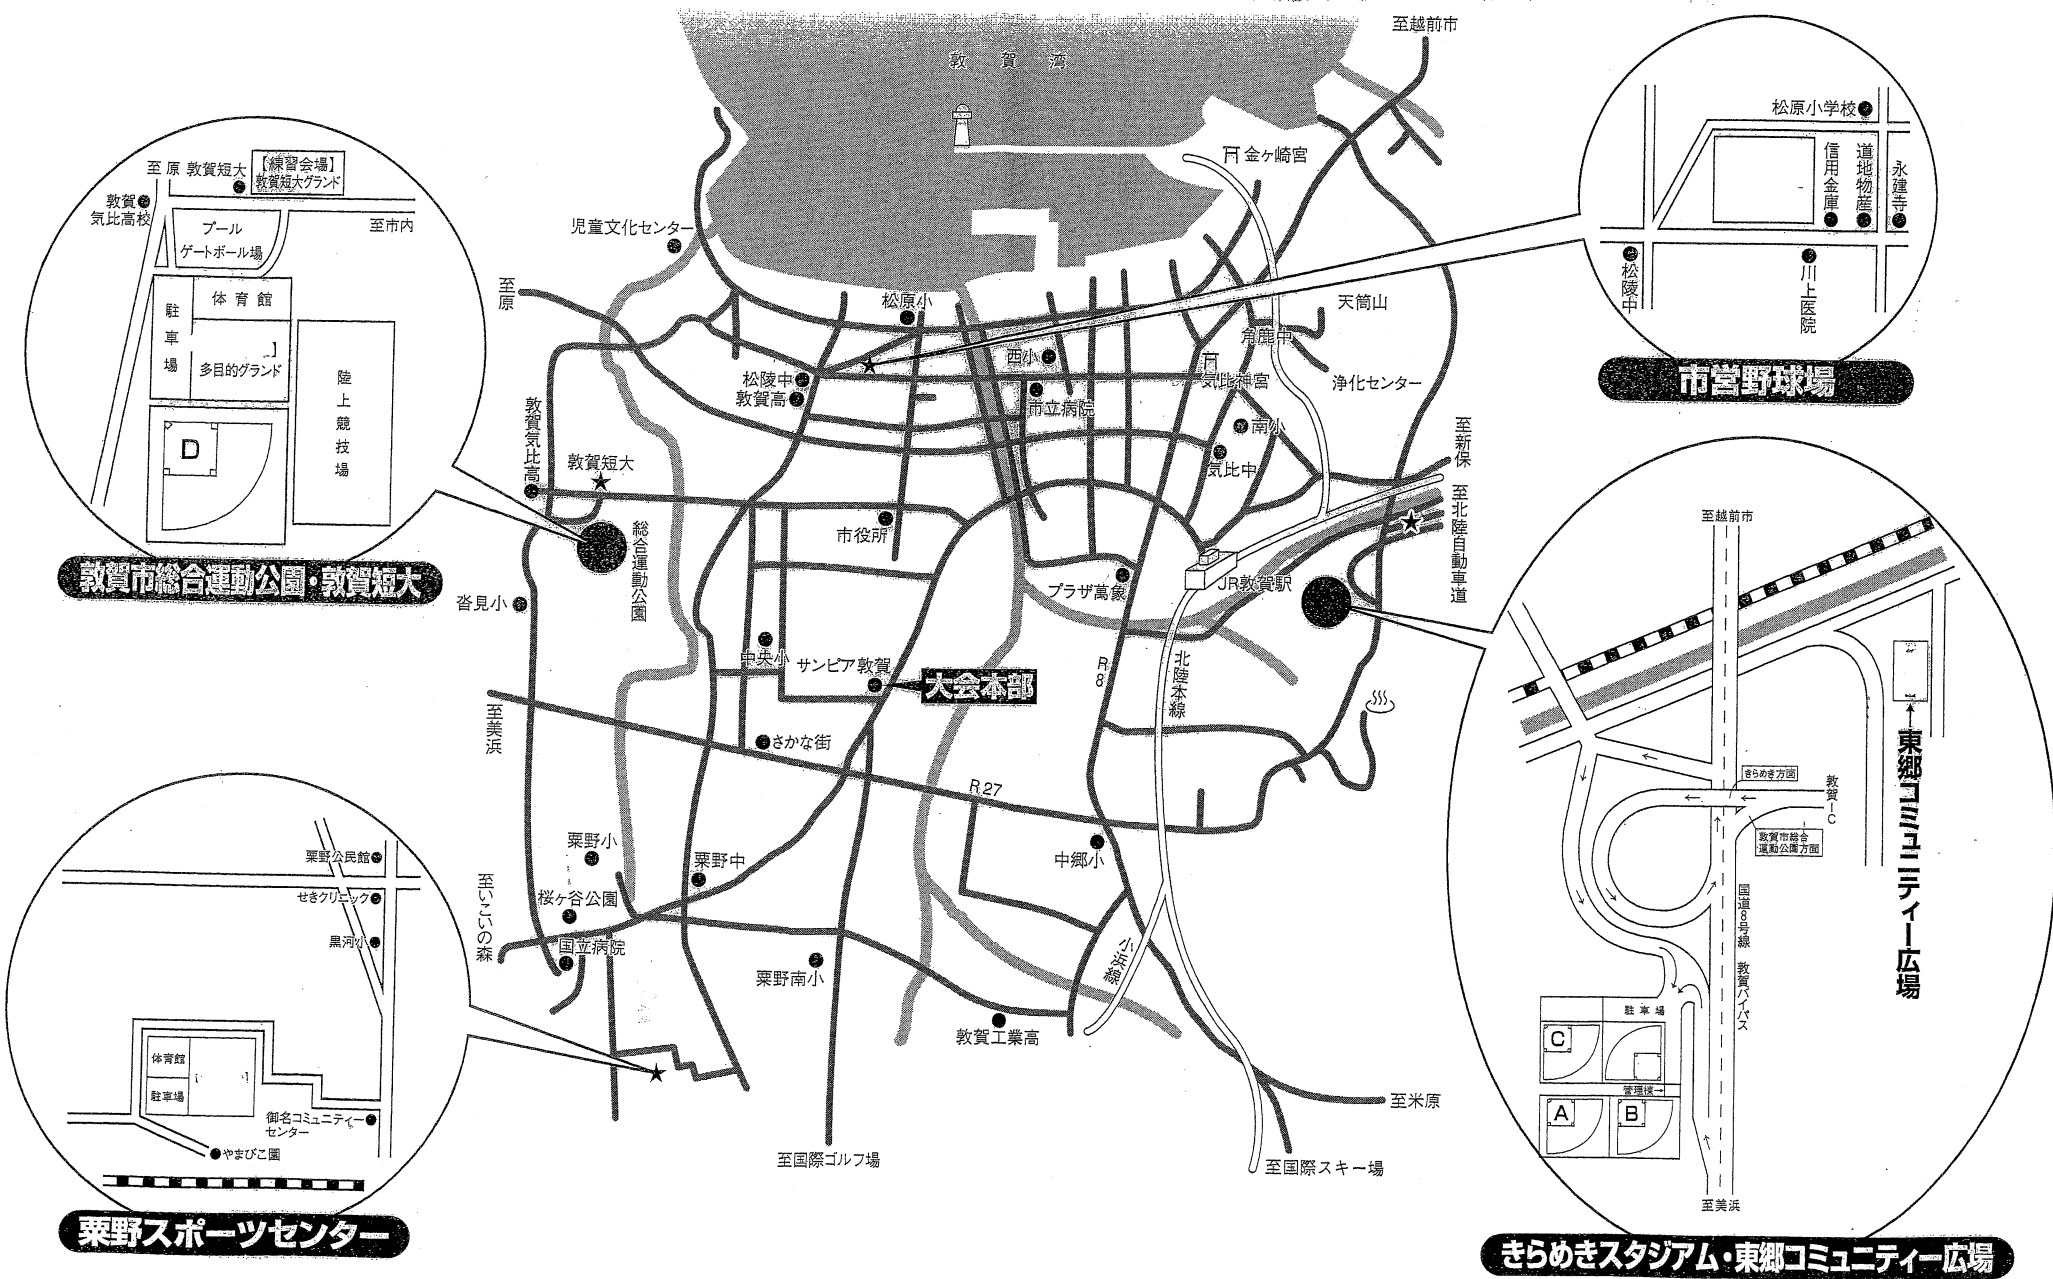 至越前市
敦賀湾
金ヶ崎宮
児童文化センター
至原
松原小
天筒山
角鹿中
西小
気比神宮
浄化センター
松陵中
敦賀高
市立病院
南小
気比中
至新保
至北陸自動車道
敦賀気比高
敦賀短大
総合運動公園
市役所
プラザ萬象
JR敦賀駅
沓見小
中央小
サンピア敦賀
大会本部
R8
北陸本線
至美浜
さかな街
R27
粟野小
粟野中
中郷小
至いこいの森
桜ヶ谷公園
国立病院
粟野南小
小浜線
敦賀工業高
至米原
至国際ゴルフ場
至国際スキー場
至原
敦賀短大
【練習会場】
敦賀短大グランド
敦賀
気比高校
至市内
プール
ゲートボール場
体育館
駐車場
多目的グランド
陸上競技場
D
敦賀市総合運動公園・敦賀短大
粟野公民館
せきクリニック
黒河小
体育館
駐車場
御名コミュニティー
センター
やまびこ園
粟野スポーツセンター
松原小学校
信用金庫
道地物産
永建寺
松陵中
川上医院
市営野球場
至越前市
東郷コミュニティー広場
きらめき方面
敦賀IC
敦賀市総合
運動公園方面
国道8号線 敦賀バイパス
駐車場
C
管理棟→
A
B
至美浜
きらめきスタジアム・東郷コミュニティー広場